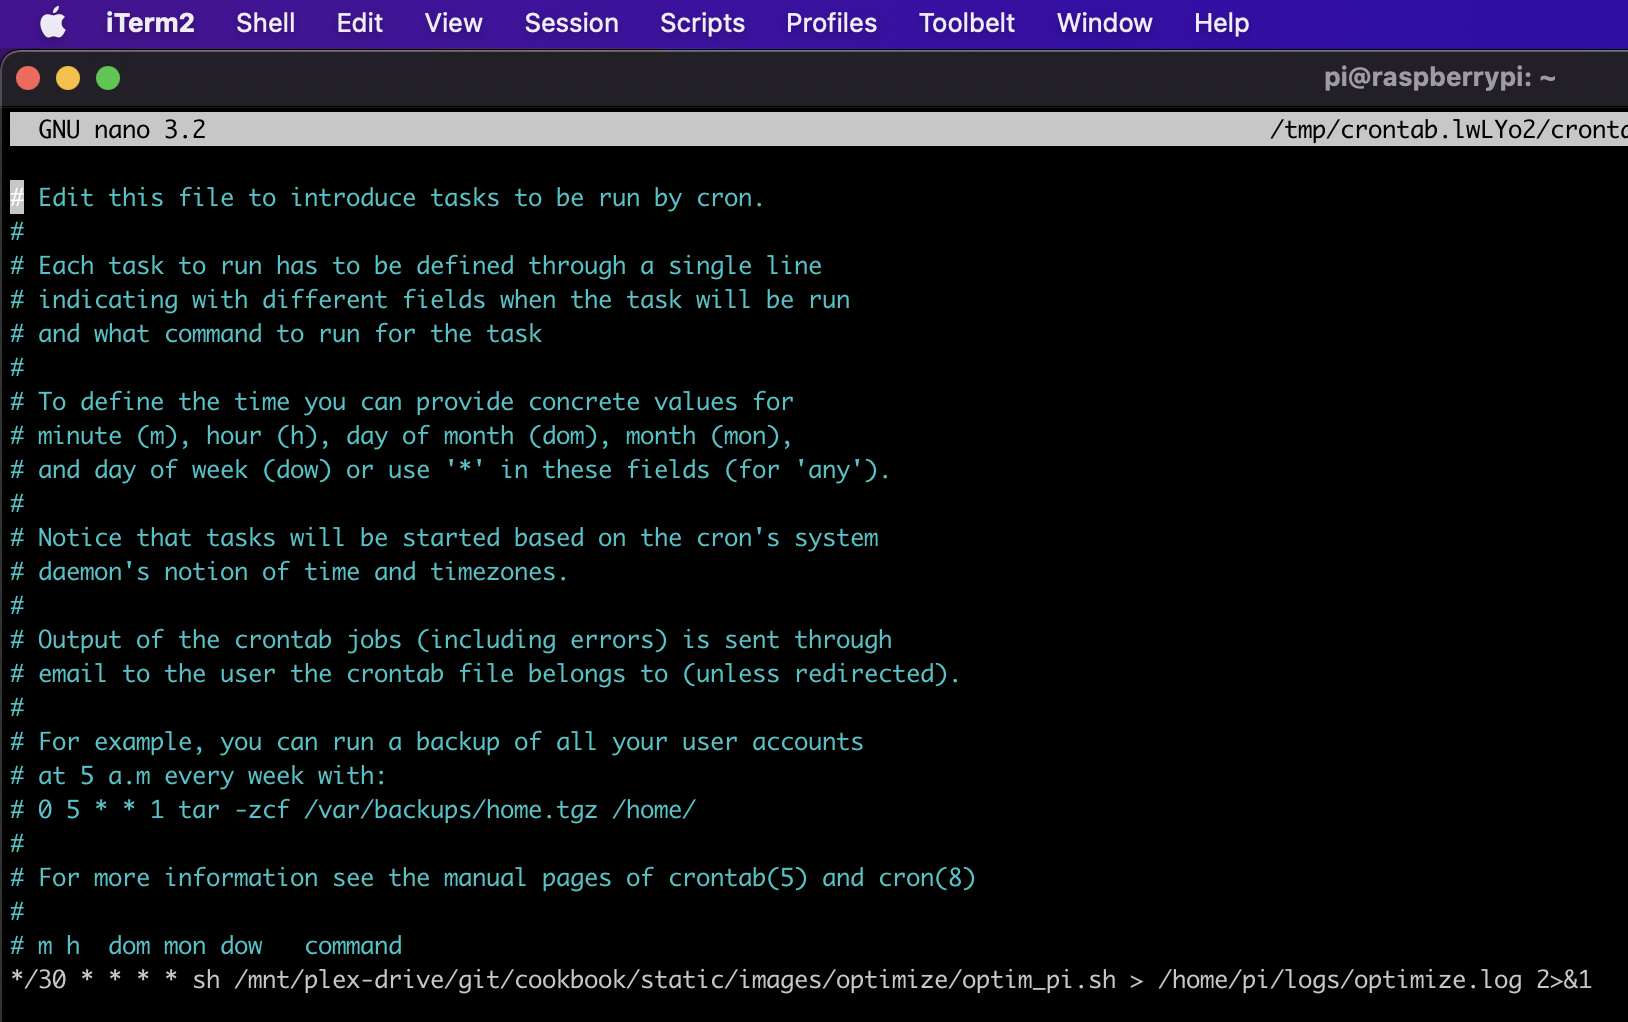 iTerm2 Shell Edit View Session Scripts Profiles Toolbelt Window Help
pi@raspberrypi: ~
GNU nano 3.2 /tmp/crontab.lwLYo2/cronta
# Edit this file to introduce tasks to be run by cron.
#
# Each task to run has to be defined through a single line
# indicating with different fields when the task will be run
# and what command to run for the task
#
# To define the time you can provide concrete values for
# minute (m), hour (h), day of month (dom), month (mon),
# and day of week (dow) or use '*' in these fields (for 'any').
#
# Notice that tasks will be started based on the cron's system
# daemon's notion of time and timezones.
#
# Output of the crontab jobs (including errors) is sent through
# email to the user the crontab file belongs to (unless redirected).
#
# For example, you can run a backup of all your user accounts
# at 5 a.m every week with:
# 0 5 * * 1 tar -zcf /var/backups/home.tgz /home/
#
# For more information see the manual pages of crontab(5) and cron(8)
#
# m h  dom mon dow   command
*/30 * * * * sh /mnt/plex-drive/git/cookbook/static/images/optimize/optim_pi.sh > /home/pi/logs/optimize.log 2>&1